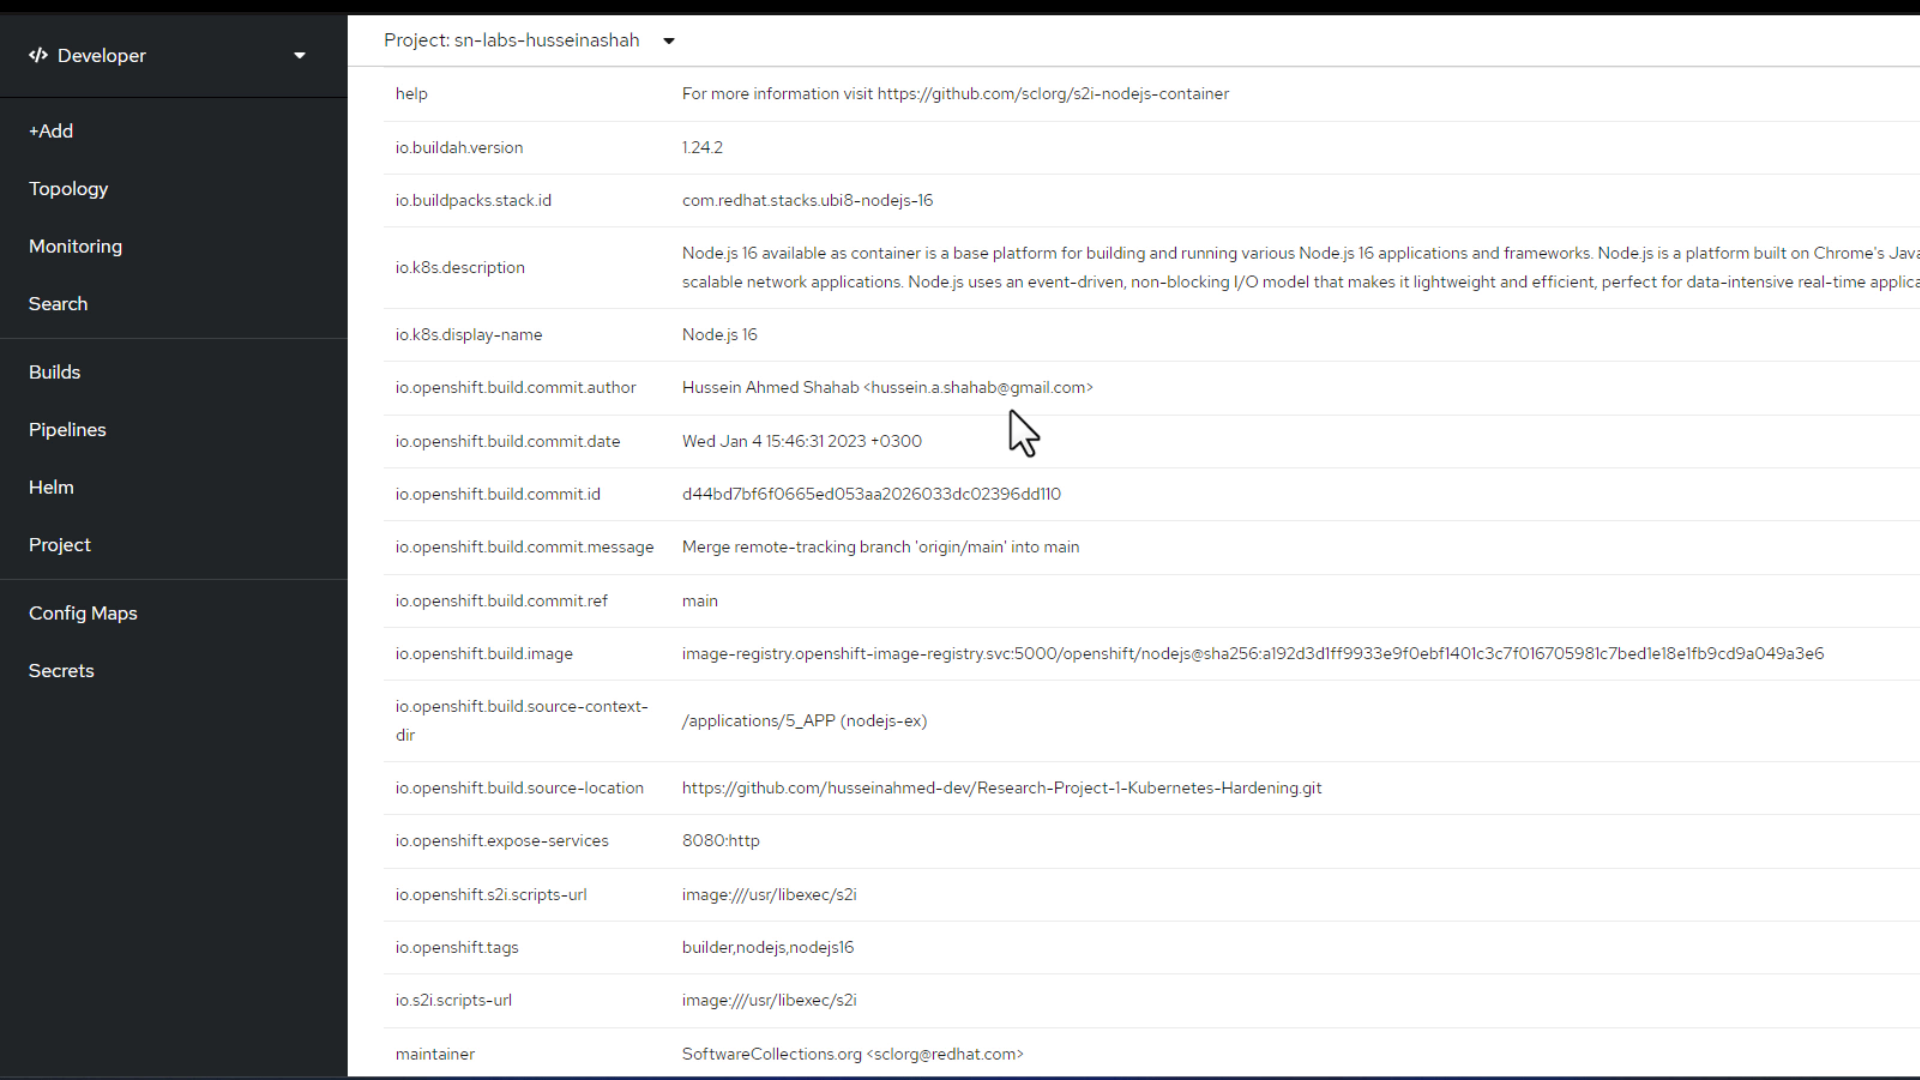 Developer
+Add
Topology
Monitoring
Search
Builds
Pipelines
Helm
Project
Config Maps
Secrets
Project: sn-labs-husseinashah
help For more information visit https://github.com/sclorg/s2i-nodejs-container
io.buildah.version 1.24.2
io.buildpacks.stack.id com.redhat.stacks.ubi8-nodejs-16
io.k8s.description Node.js 16 available as container is a base platform for building and running various Node.js 16 applications and frameworks. Node.js is a platform built on Chrome's Java
scalable network applications. Node.js uses an event-driven, non-blocking I/O model that makes it lightweight and efficient, perfect for data-intensive real-time applica
io.k8s.display-name Node.js 16
io.openshift.build.commit.author Hussein Ahmed Shahab <hussein.a.shahab@gmail.com>
io.openshift.build.commit.date Wed Jan 4 15:46:31 2023 +0300
io.openshift.build.commit.id d44bd7bf6f0665ed053aa2026033dc02396dd110
io.openshift.build.commit.message Merge remote-tracking branch 'origin/main' into main
io.openshift.build.commit.ref main
io.openshift.build.image image-registry.openshift-image-registry.svc:5000/openshift/nodejs@sha256:a192d3d1ff9933e9f0ebf1401c3c7f016705981c7bed1e18e1fb9cd9a049a3e6
io.openshift.build.source-context-
dir /applications/5_APP (nodejs-ex)
io.openshift.build.source-location https://github.com/husseinahmed-dev/Research-Project-1-Kubernetes-Hardening.git
io.openshift.expose-services 8080:http
io.openshift.s2i.scripts-url image:///usr/libexec/s2i
io.openshift.tags builder,nodejs,nodejs16
io.s2i.scripts-url image:///usr/libexec/s2i
maintainer SoftwareCollections.org <sclorg@redhat.com>